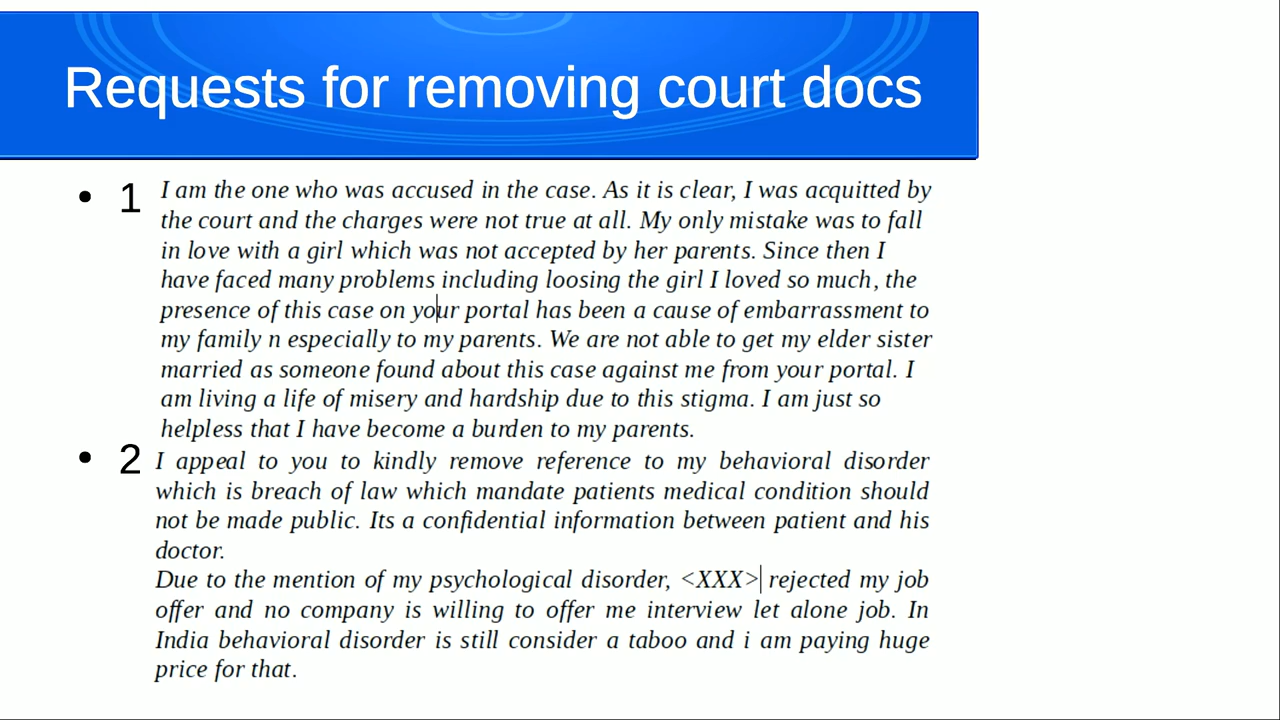 Requests for removing court docs
• 1 I am the one who was accused in the case. As it is clear, I was acquitted by
the court and the charges were not true at all. My only mistake was to fall
in love with a girl which was not accepted by her parents. Since then I
have faced many problems including loosing the girl I loved so much, the
presence of this case on your portal has been a cause of embarrassment to
my family n especially to my parents. We are not able to get my elder sister
married as someone found about this case against me from your portal. I
am living a life of misery and hardship due to this stigma. I am just so
helpless that I have become a burden to my parents.
• 2 I appeal to you to kindly remove reference to my behavioral disorder
which is breach of law which mandate patients medical condition should
not be made public. Its a confidential information between patient and his
doctor.
Due to the mention of my psychological disorder, <XXX> rejected my job
offer and no company is willing to offer me interview let alone job. In
India behavioral disorder is still consider a taboo and i am paying huge
price for that.